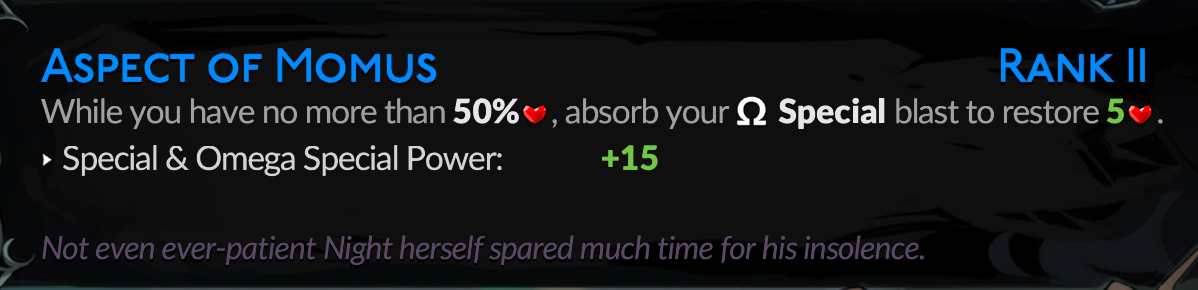 Aspect of Momus Rank II
While you have no more than 50%❤, absorb your Ω Special blast to restore 5❤.
▸ Special & Omega Special Power: +15
Not even ever-patient Night herself spared much time for his insolence.